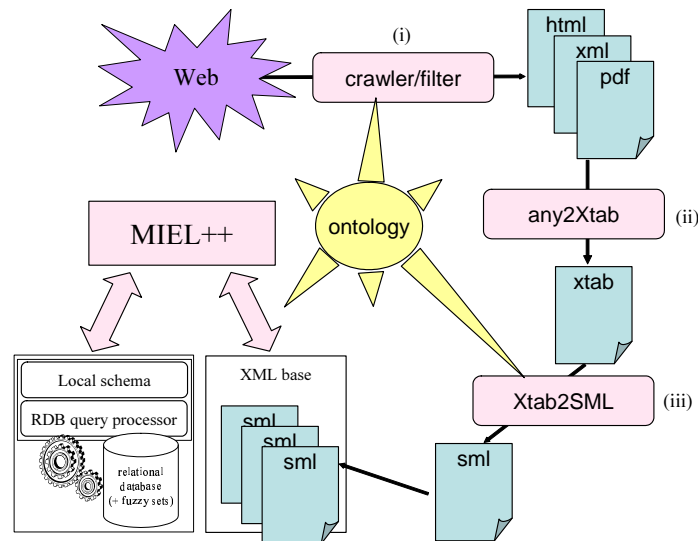 (i)
Web
crawler/filter
html
xml
pdf
MIEL++
ontology
any2Xtab
(ii)
xtab
Local schema
RDB query processor
relational
database
(+ fuzzy sets)
XML base
sml
sml
sml
sml
Xtab2SML
(iii)